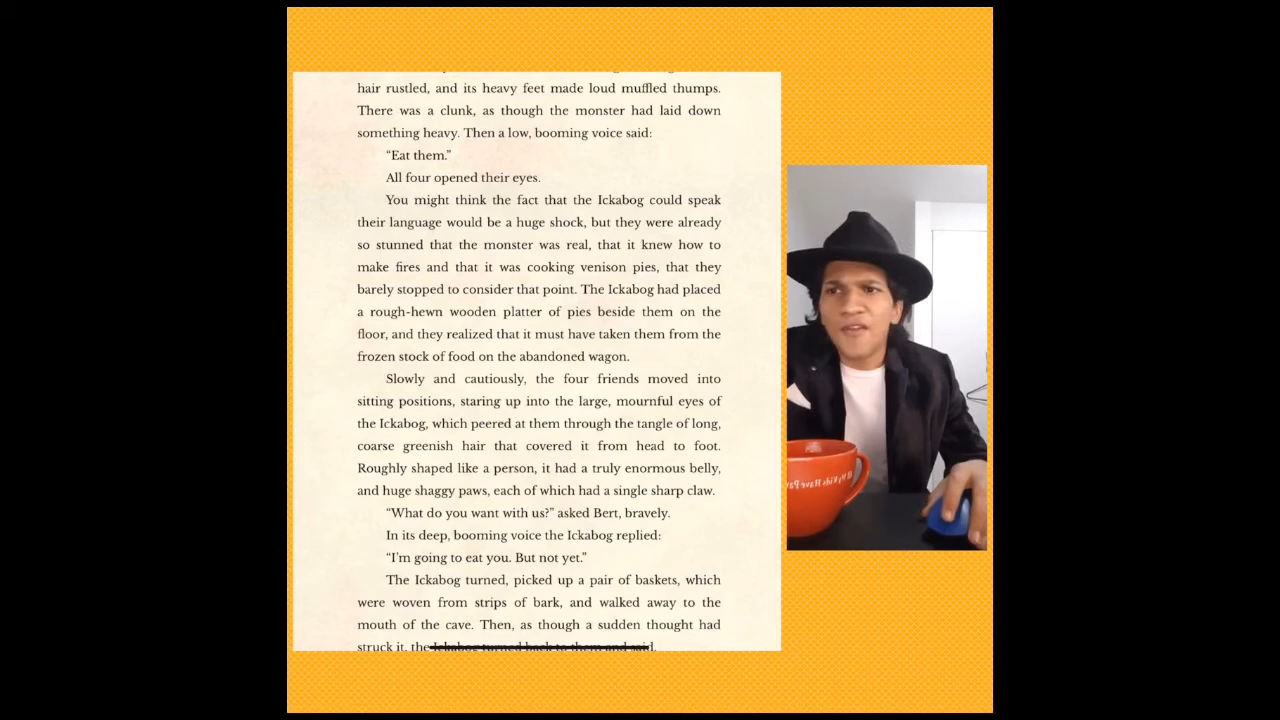 hair rustled, and its heavy feet made loud muffled thumps.
There was a clunk, as though the monster had laid down
something heavy. Then a low, booming voice said:
“Eat them.”
All four opened their eyes.
You might think the fact that the Ickabog could speak
their language would be a huge shock, but they were already
so stunned that the monster was real, that it knew how to
make fires and that it was cooking venison pies, that they
barely stopped to consider that point. The Ickabog had placed
a rough-hewn wooden platter of pies beside them on the
floor, and they realized that it must have taken them from the
frozen stock of food on the abandoned wagon.
Slowly and cautiously, the four friends moved into
sitting positions, staring up into the large, mournful eyes of
the Ickabog, which peered at them through the tangle of long,
coarse greenish hair that covered it from head to foot.
Roughly shaped like a person, it had a truly enormous belly,
and huge shaggy paws, each of which had a single sharp claw.
“What do you want with us?” asked Bert, bravely.
In its deep, booming voice the Ickabog replied:
“I’m going to eat you. But not yet.”
The Ickabog turned, picked up a pair of baskets, which
were woven from strips of bark, and walked away to the
mouth of the cave. Then, as though a sudden thought had
struck it, the Ickabog turned back to them and said,
My Kids Have Paws